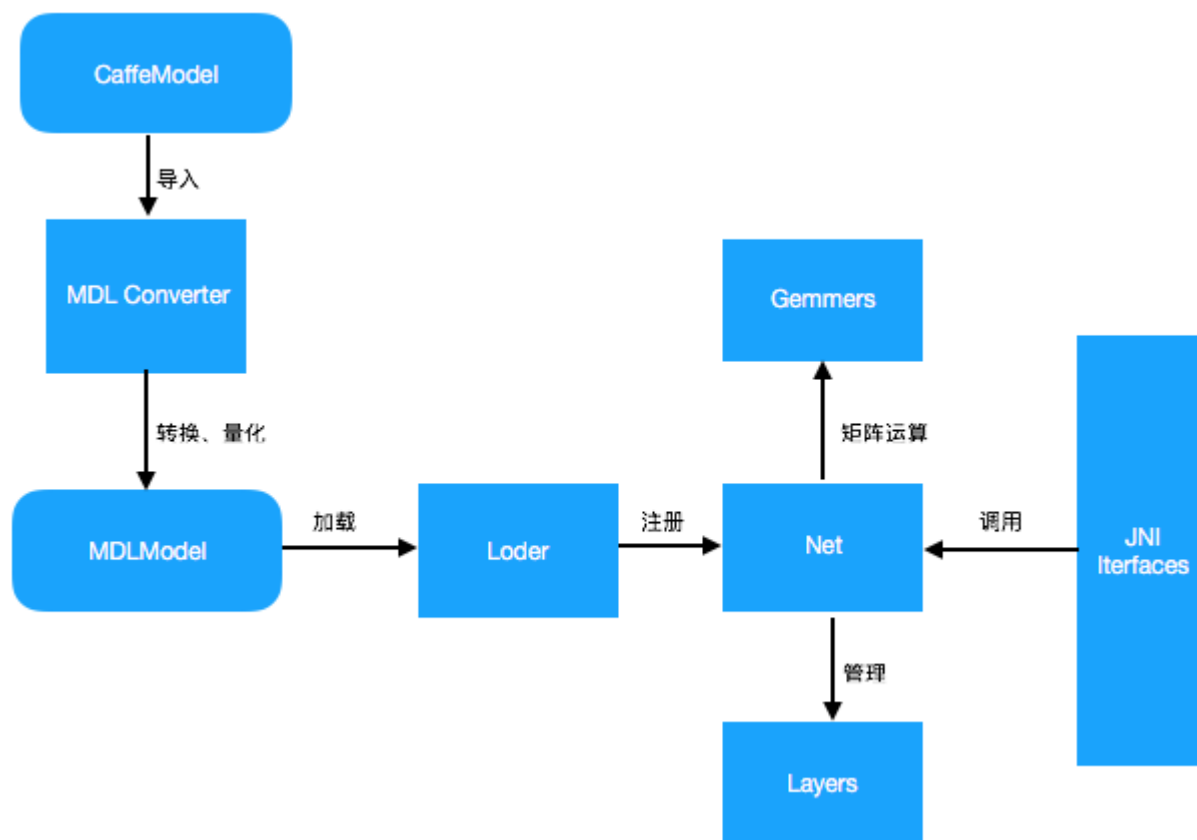 CaffeModel
导入
MDL Converter
Gemmers
转换、量化
矩阵运算
MDLModel
加载
Loder
注册
Net
调用
JNI
Iterfaces
管理
Layers